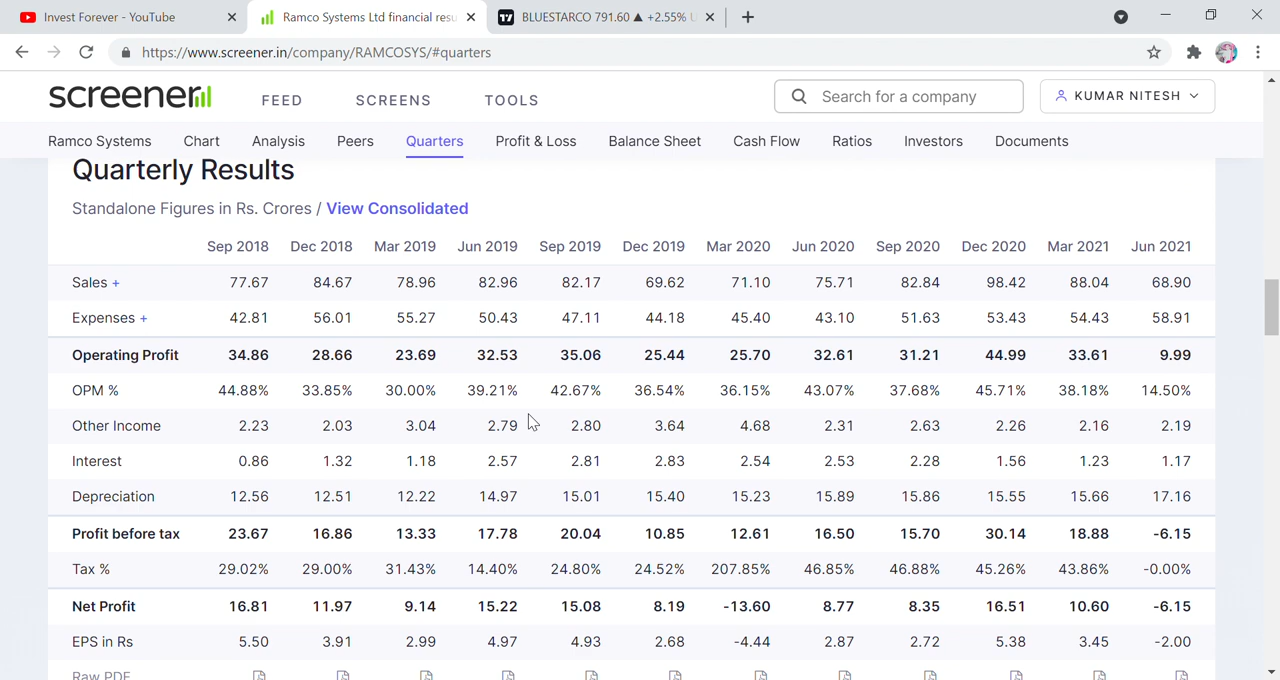 Invest Forever - YouTube
Ramco Systems Ltd financial resu
BLUESTARCO 791.60 ▲ +2.55% U
https://www.screener.in/company/RAMCOSYS/#quarters
screener
FEED SCREENS TOOLS
Search for a company
KUMAR NITESH
Ramco Systems Chart Analysis Peers Quarters Profit & Loss Balance Sheet Cash Flow Ratios Investors Documents
Quarterly Results
Standalone Figures in Rs. Crores / View Consolidated
Sep 2018 Dec 2018 Mar 2019 Jun 2019 Sep 2019 Dec 2019 Mar 2020 Jun 2020 Sep 2020 Dec 2020 Mar 2021 Jun 2021
Sales + 77.67 84.67 78.96 82.96 82.17 69.62 71.10 75.71 82.84 98.42 88.04 68.90
Expenses + 42.81 56.01 55.27 50.43 47.11 44.18 45.40 43.10 51.63 53.43 54.43 58.91
Operating Profit 34.86 28.66 23.69 32.53 35.06 25.44 25.70 32.61 31.21 44.99 33.61 9.99
OPM % 44.88% 33.85% 30.00% 39.21% 42.67% 36.54% 36.15% 43.07% 37.68% 45.71% 38.18% 14.50%
Other Income 2.23 2.03 3.04 2.79 2.80 3.64 4.68 2.31 2.63 2.26 2.16 2.19
Interest 0.86 1.32 1.18 2.57 2.81 2.83 2.54 2.53 2.28 1.56 1.23 1.17
Depreciation 12.56 12.51 12.22 14.97 15.01 15.40 15.23 15.89 15.86 15.55 15.66 17.16
Profit before tax 23.67 16.86 13.33 17.78 20.04 10.85 12.61 16.50 15.70 30.14 18.88 -6.15
Tax % 29.02% 29.00% 31.43% 14.40% 24.80% 24.52% 207.85% 46.85% 46.88% 45.26% 43.86% -0.00%
Net Profit 16.81 11.97 9.14 15.22 15.08 8.19 -13.60 8.77 8.35 16.51 10.60 -6.15
EPS in Rs 5.50 3.91 2.99 4.97 4.93 2.68 -4.44 2.87 2.72 5.38 3.45 -2.00
Raw PDF